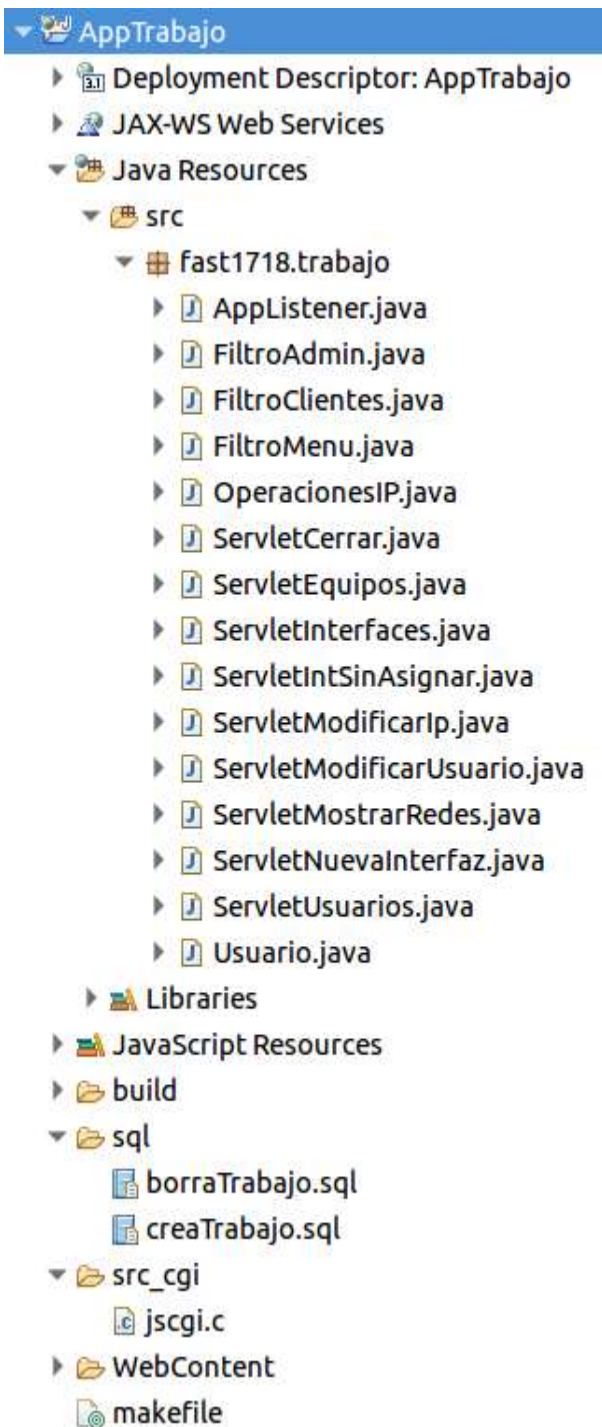 AppTrabajo
3.1 Deployment Descriptor: AppTrabajo
JAX-WS Web Services
Java Resources
src
fast1718.trabajo
J AppListener.java
J FiltroAdmin.java
J FiltroClientes.java
J FiltroMenu.java
J OperacionesIP.java
J ServletCerrar.java
J ServletEquipos.java
J ServletInterfaces.java
J ServletIntSinAsignar.java
J ServletModificarIp.java
J ServletModificarUsuario.java
J ServletMostrarRedes.java
J ServletNuevaInterfaz.java
J ServletUsuarios.java
J Usuario.java
Libraries
JavaScript Resources
build
sql
borraTrabajo.sql
creaTrabajo.sql
src_cgi
.c jscgi.c
WebContent
makefile